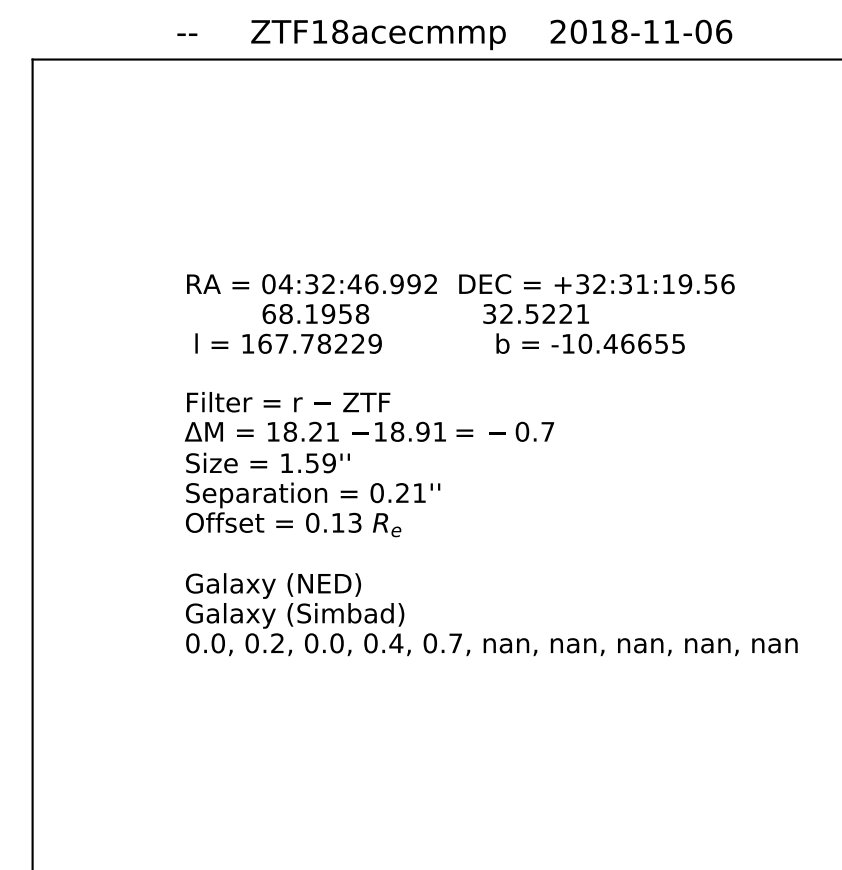 -- ZTF18acecmmp 2018-11-06
RA = 04:32:46.992 DEC = +32:31:19.56
68.1958 32.5221
l = 167.78229 b = -10.46655
Filter = r − ZTF
ΔM = 18.21 −18.91 = − 0.7
Size = 1.59''
Separation = 0.21''
Offset = 0.13 Rₑ
Galaxy (NED)
Galaxy (Simbad)
0.0, 0.2, 0.0, 0.4, 0.7, nan, nan, nan, nan, nan